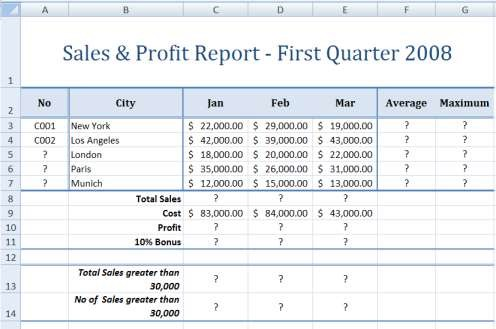 A B C D E F G
1 Sales & Profit Report - First Quarter 2008
2 No City Jan Feb Mar Average Maximum
3 C001 New York $ 22,000.00 $ 29,000.00 $ 19,000.00 ? ?
4 C002 Los Angeles $ 42,000.00 $ 39,000.00 $ 43,000.00 ? ?
5 ? London $ 18,000.00 $ 20,000.00 $ 22,000.00 ? ?
6 ? Paris $ 35,000.00 $ 26,000.00 $ 31,000.00 ? ?
7 ? Munich $ 12,000.00 $ 15,000.00 $ 13,000.00 ? ?
8 Total Sales ? ? ?
9 Cost $ 83,000.00 $ 84,000.00 $ 43,000.00
10 Profit ? ? ?
11 10% Bonus ? ? ?
12
Total Sales greater than
13 30,000 ? ? ?
No of Sales greater than
14 30,000 ? ? ?